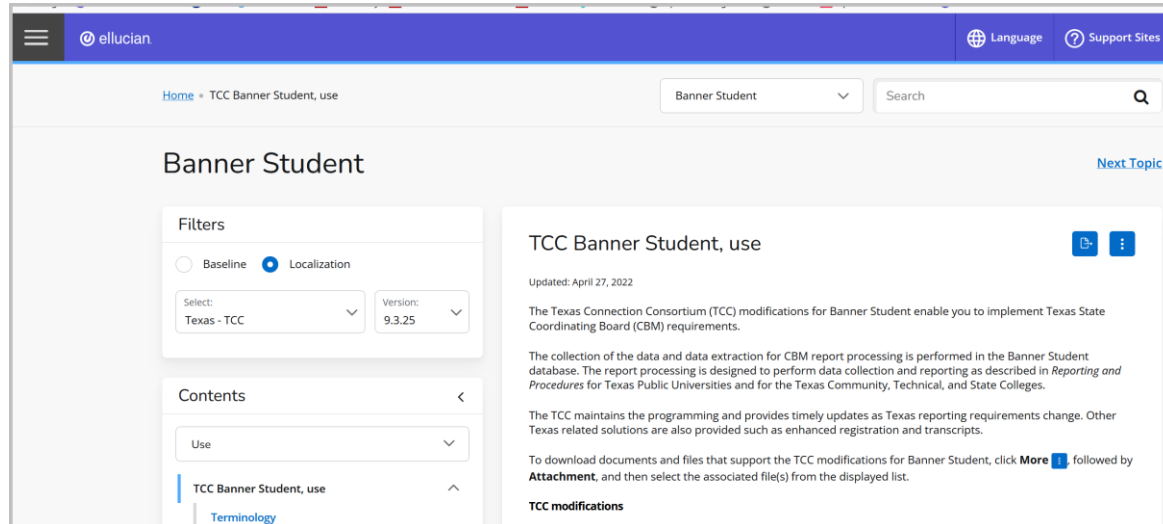 ellucian.
Language
Support Sites
Home • TCC Banner Student, use
Banner Student
Search
Banner Student
Next Topic
Filters
Baseline
Localization
Select:
Texas - TCC
Version:
9.3.25
Contents
Use
TCC Banner Student, use
Terminology
TCC Banner Student, use
Updated: April 27, 2022
The Texas Connection Consortium (TCC) modifications for Banner Student enable you to implement Texas State
Coordinating Board (CBM) requirements.
The collection of the data and data extraction for CBM report processing is performed in the Banner Student
database. The report processing is designed to perform data collection and reporting as described in Reporting and
Procedures for Texas Public Universities and for the Texas Community, Technical, and State Colleges.
The TCC maintains the programming and provides timely updates as Texas reporting requirements change. Other
Texas related solutions are also provided such as enhanced registration and transcripts.
To download documents and files that support the TCC modifications for Banner Student, click More , followed by
Attachment, and then select the associated file(s) from the displayed list.
TCC modifications